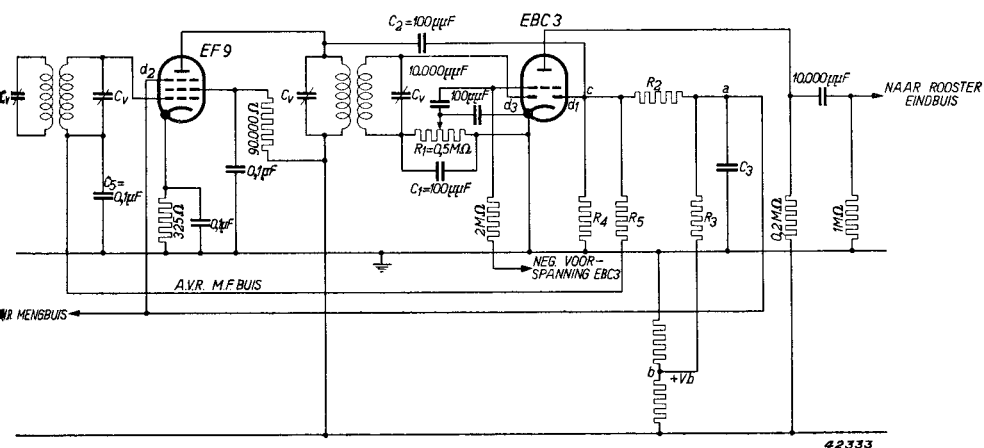 C₂=100µµF
EBC3
EF9
d₂
Cᵥ
Cᵥ
Cᵥ
Cᵥ
10.000µµF
100µµF
d₃
d₁
c
R₂
a
10.000µµF
NAAR ROOSTER
EINDBUIS
90.000Ω
R₁=0,5MΩ
C₁=100µµF
C₅=
0,1µF
325Ω
0,1µF
0,1µF
2MΩ
R₄
R₅
R₃
C₃
0,2MΩ
1MΩ
NEG. VOOR-
SPANNING EBC3
A.V.R. M.F. BUIS
MENGBUIS
b
+Vb
42333